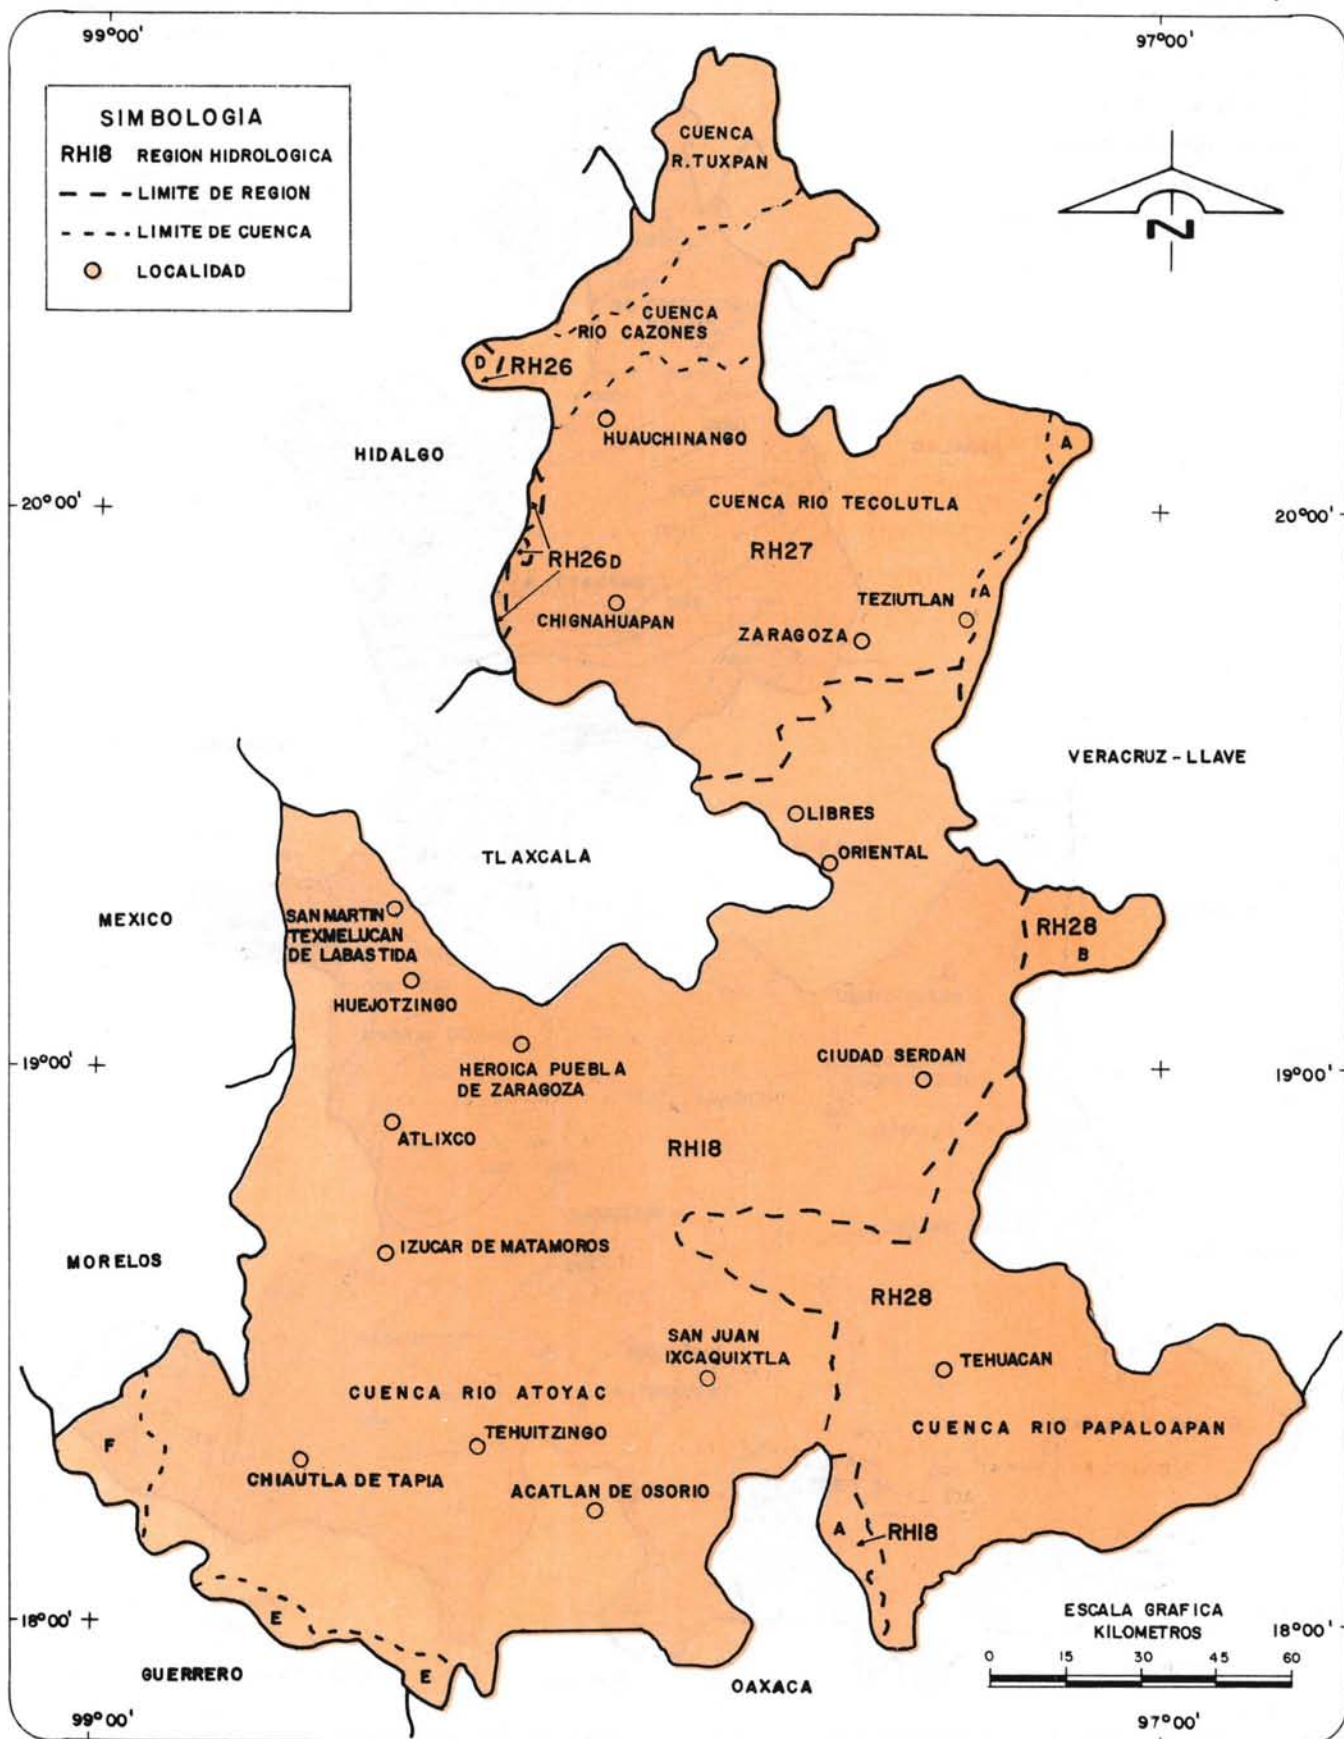 99°00'
97°00'
SIMBOLOGIA
RH18 REGION HIDROLOGICA
LIMITE DE REGION
LIMITE DE CUENCA
LOCALIDAD
CUENCA
R. TUXPAN
N
CUENCA
RIO CAZONES
D
RH26
HUAUCHINANGO
A
HIDALGO
20°00'
CUENCA RIO TECOLUTLA
20°00'
RH27
RH26D
A
TEZIUTLAN
CHIGNAHUAPAN
ZARAGOZA
VERACRUZ-LLAVE
LIBRES
TLAXCALA
ORIENTAL
MEXICO
SAN MARTIN
TEXMELUCAN
DE LABASTIDA
RH28
B
HUEJOTZINGO
19°00'
HEROICA PUEBLA
DE ZARAGOZA
CIUDAD SERDAN
19°00'
ATLIXCO
RH18
MORELOS
IZUCAR DE MATAMOROS
RH28
SAN JUAN
IXCAQUIXTLA
TEHUACAN
CUENCA RIO ATOYAC
F
TEHUITZINGO
CUENCA RIO PAPALOAPAN
CHIAUTLA DE TAPIA
ACATLAN DE OSORIO
A
RH18
18°00'
E
ESCALA GRAFICA
KILOMETROS
18°00'
0 15 30 45 60
GUERRERO
E
OAXACA
99°00'
97°00'